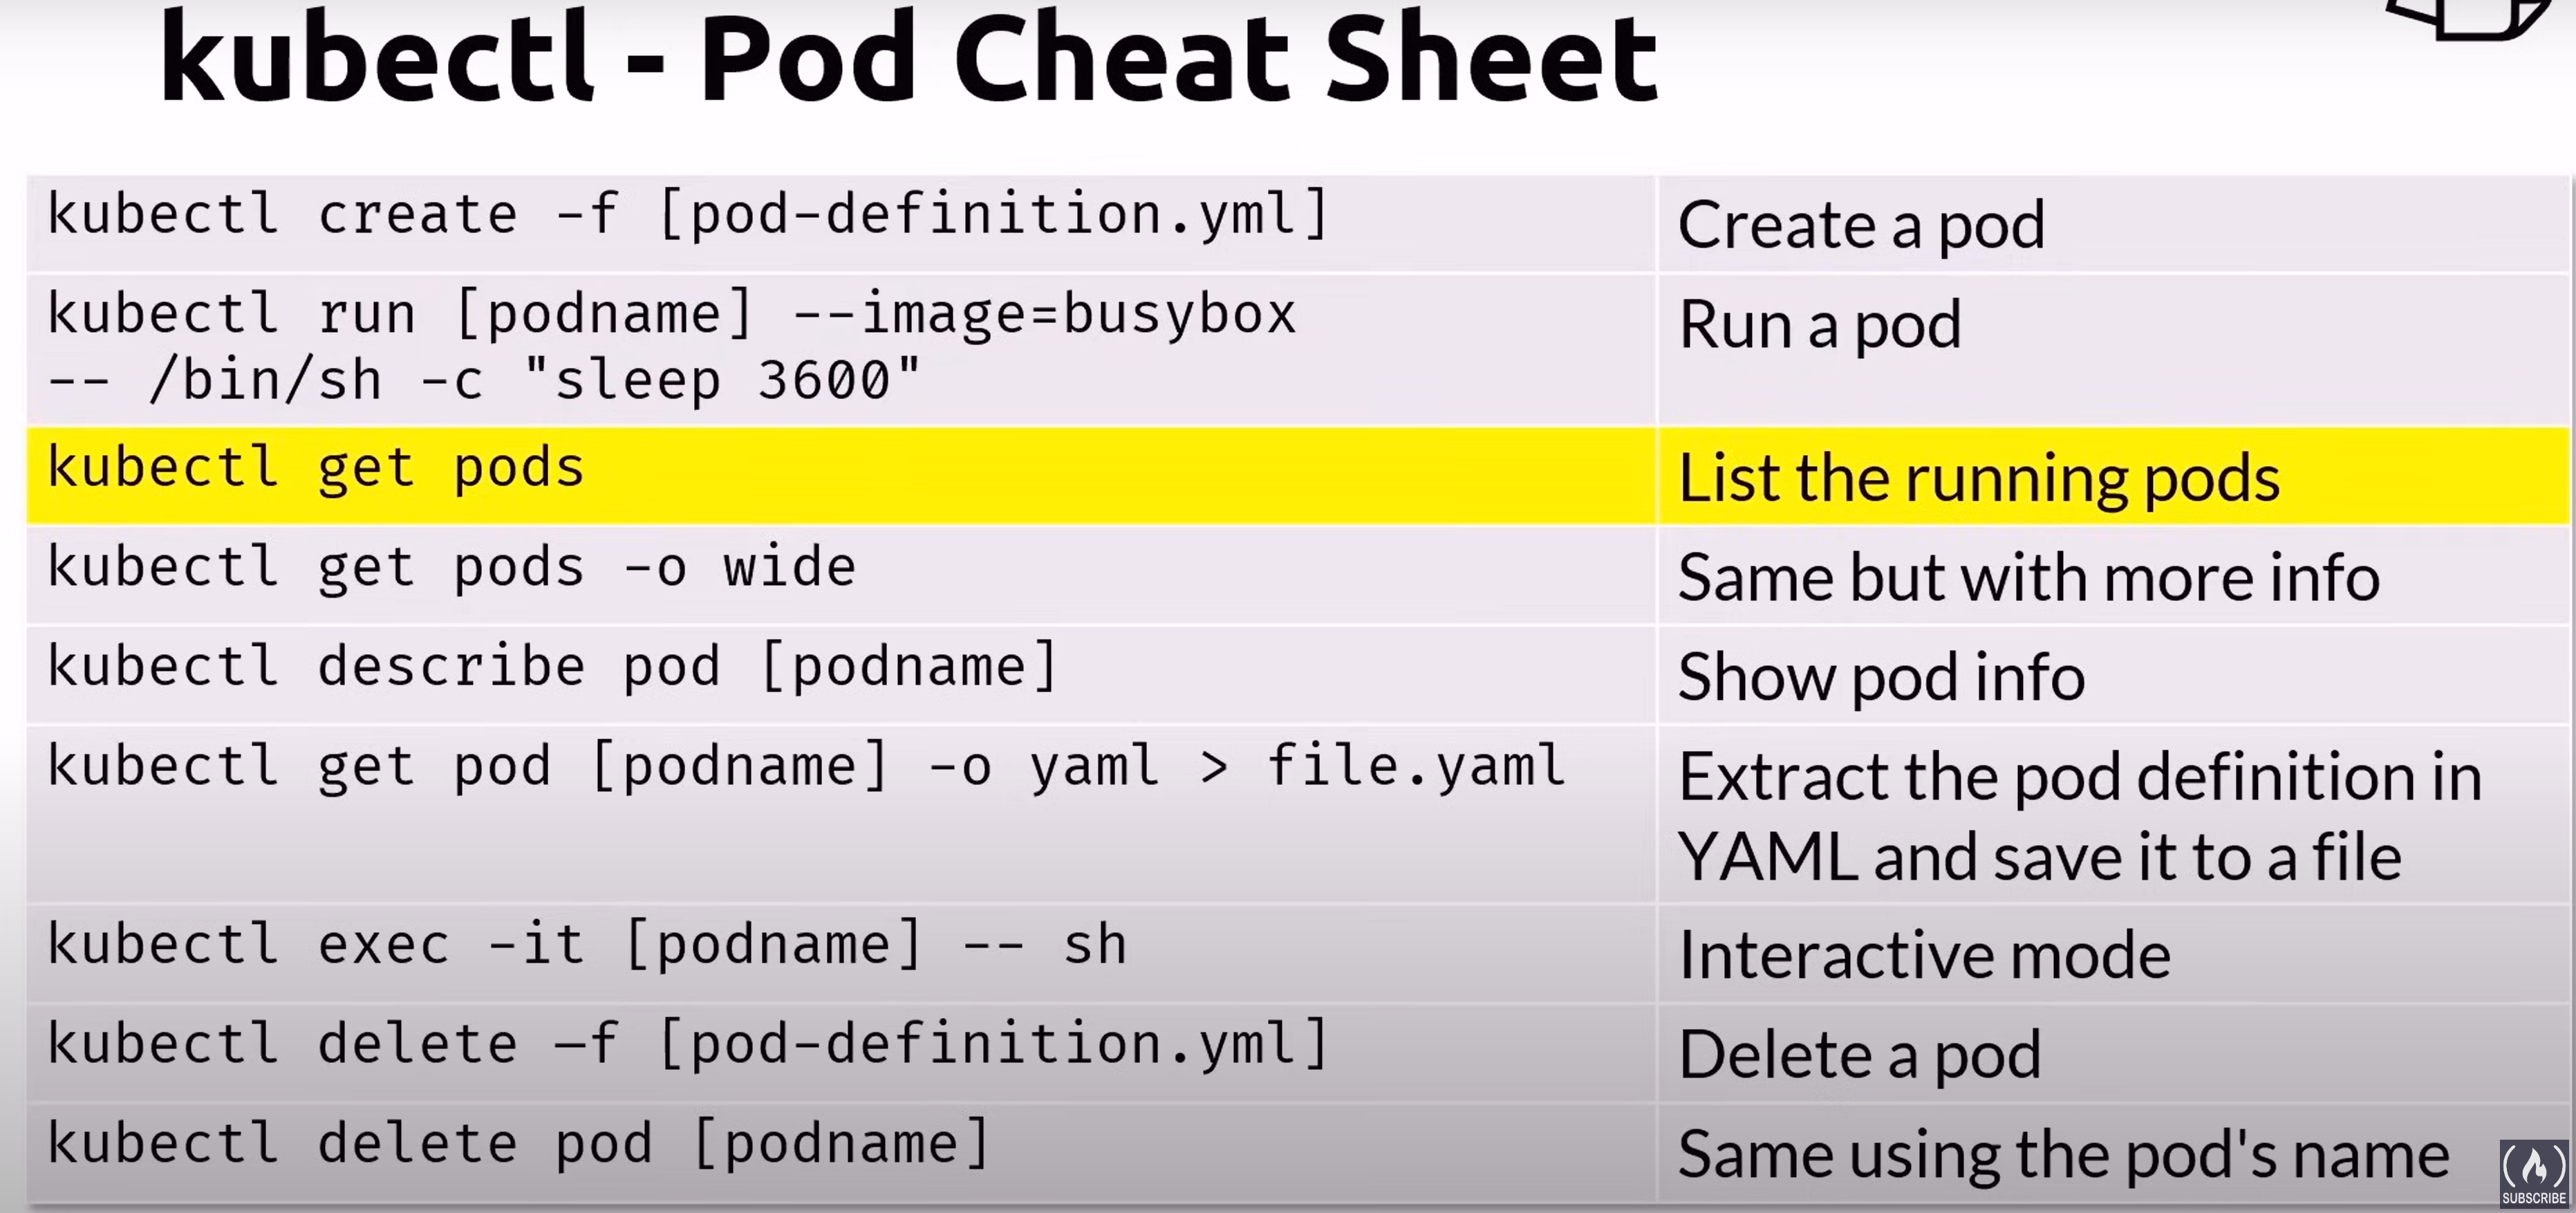 kubectl - Pod Cheat Sheet
kubectl create -f [pod-definition.yml]
Create a pod
kubectl run [podname] --image=busybox
-- /bin/sh -c "sleep 3600"
Run a pod
kubectl get pods
List the running pods
kubectl get pods -o wide
Same but with more info
kubectl describe pod [podname]
Show pod info
kubectl get pod [podname] -o yaml > file.yaml
Extract the pod definition in
YAML and save it to a file
kubectl exec -it [podname] -- sh
Interactive mode
kubectl delete –f [pod-definition.yml]
Delete a pod
kubectl delete pod [podname]
Same using the pod's name
SUBSCRIBE